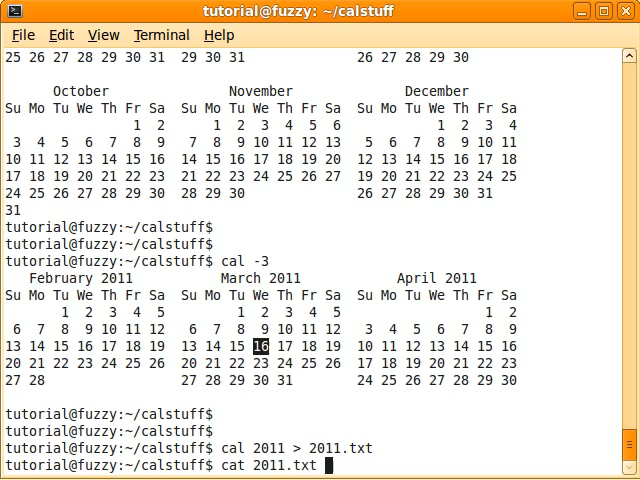 tutorial@fuzzy: ~/calstuff
File Edit View Terminal Help
25 26 27 28 29 30 31  29 30 31              26 27 28 29 30
      October               November              December
Su Mo Tu We Th Fr Sa  Su Mo Tu We Th Fr Sa  Su Mo Tu We Th Fr Sa
                1  2      1  2  3  4  5  6            1  2  3  4
 3  4  5  6  7  8  9   7  8  9 10 11 12 13   5  6  7  8  9 10 11
10 11 12 13 14 15 16  14 15 16 17 18 19 20  12 13 14 15 16 17 18
17 18 19 20 21 22 23  21 22 23 24 25 26 27  19 20 21 22 23 24 25
24 25 26 27 28 29 30  28 29 30              26 27 28 29 30 31
31
tutorial@fuzzy:~/calstuff$
tutorial@fuzzy:~/calstuff$
tutorial@fuzzy:~/calstuff$ cal -3
   February 2011           March 2011            April 2011
Su Mo Tu We Th Fr Sa  Su Mo Tu We Th Fr Sa  Su Mo Tu We Th Fr Sa
       1  2  3  4  5         1  2  3  4  5                  1  2
 6  7  8  9 10 11 12   6  7  8  9 10 11 12   3  4  5  6  7  8  9
13 14 15 16 17 18 19  13 14 15 16 17 18 19  10 11 12 13 14 15 16
20 21 22 23 24 25 26  20 21 22 23 24 25 26  17 18 19 20 21 22 23
27 28                 27 28 29 30 31        24 25 26 27 28 29 30
tutorial@fuzzy:~/calstuff$
tutorial@fuzzy:~/calstuff$
tutorial@fuzzy:~/calstuff$ cal 2011 > 2011.txt
tutorial@fuzzy:~/calstuff$ cat 2011.txt